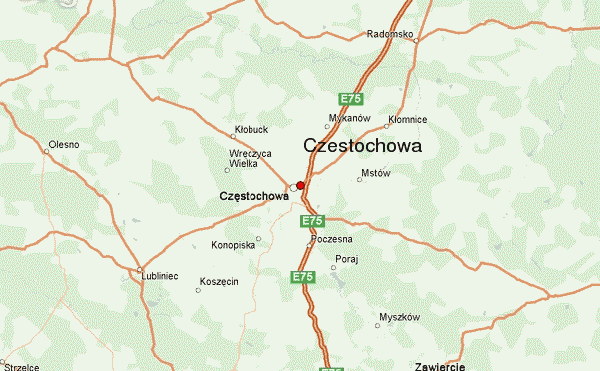 Radomsko
E75
Mykanów
Kłomnice
Kłobuck
Olesno
Częstochowa
Wręczyca
Wielka
Mstów
Częstochowa
E75
Konopiska
Poczesna
Lubliniec
Poraj
E75
Koszęcin
Myszków
Strzelce
Zawiercie
E75